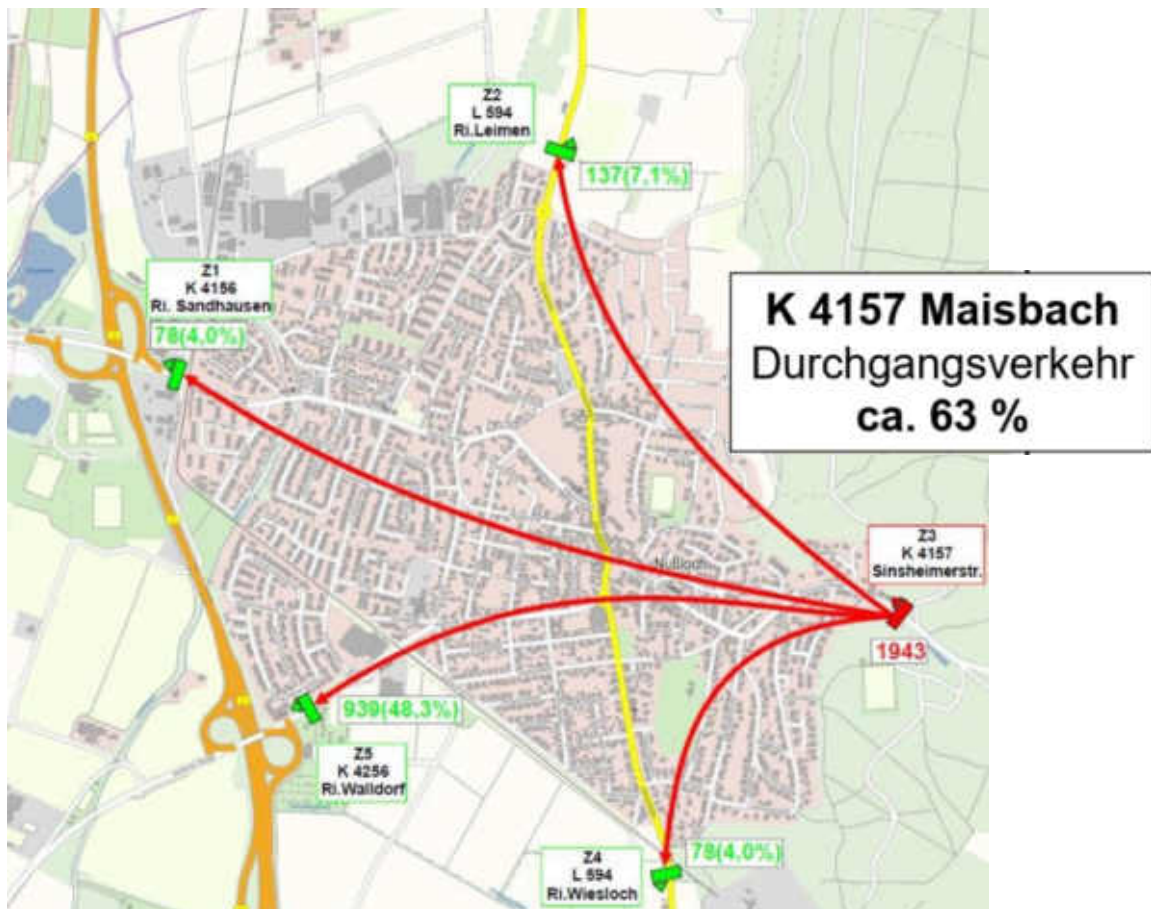 Z2
L 594
Ri.Leimen
137(7,1%)
Z1
K 4156
Ri. Sandhausen
78(4,0%)
K 4157 Maisbach
Durchgangsverkehr
ca. 63 %
Z3
K 4157
Sinsheimerstr.
Nußloch
1943
939(48,3%)
Z5
K 4256
Ri.Walldorf
78(4,0%)
Z4
L 594
Ri.Wiesloch